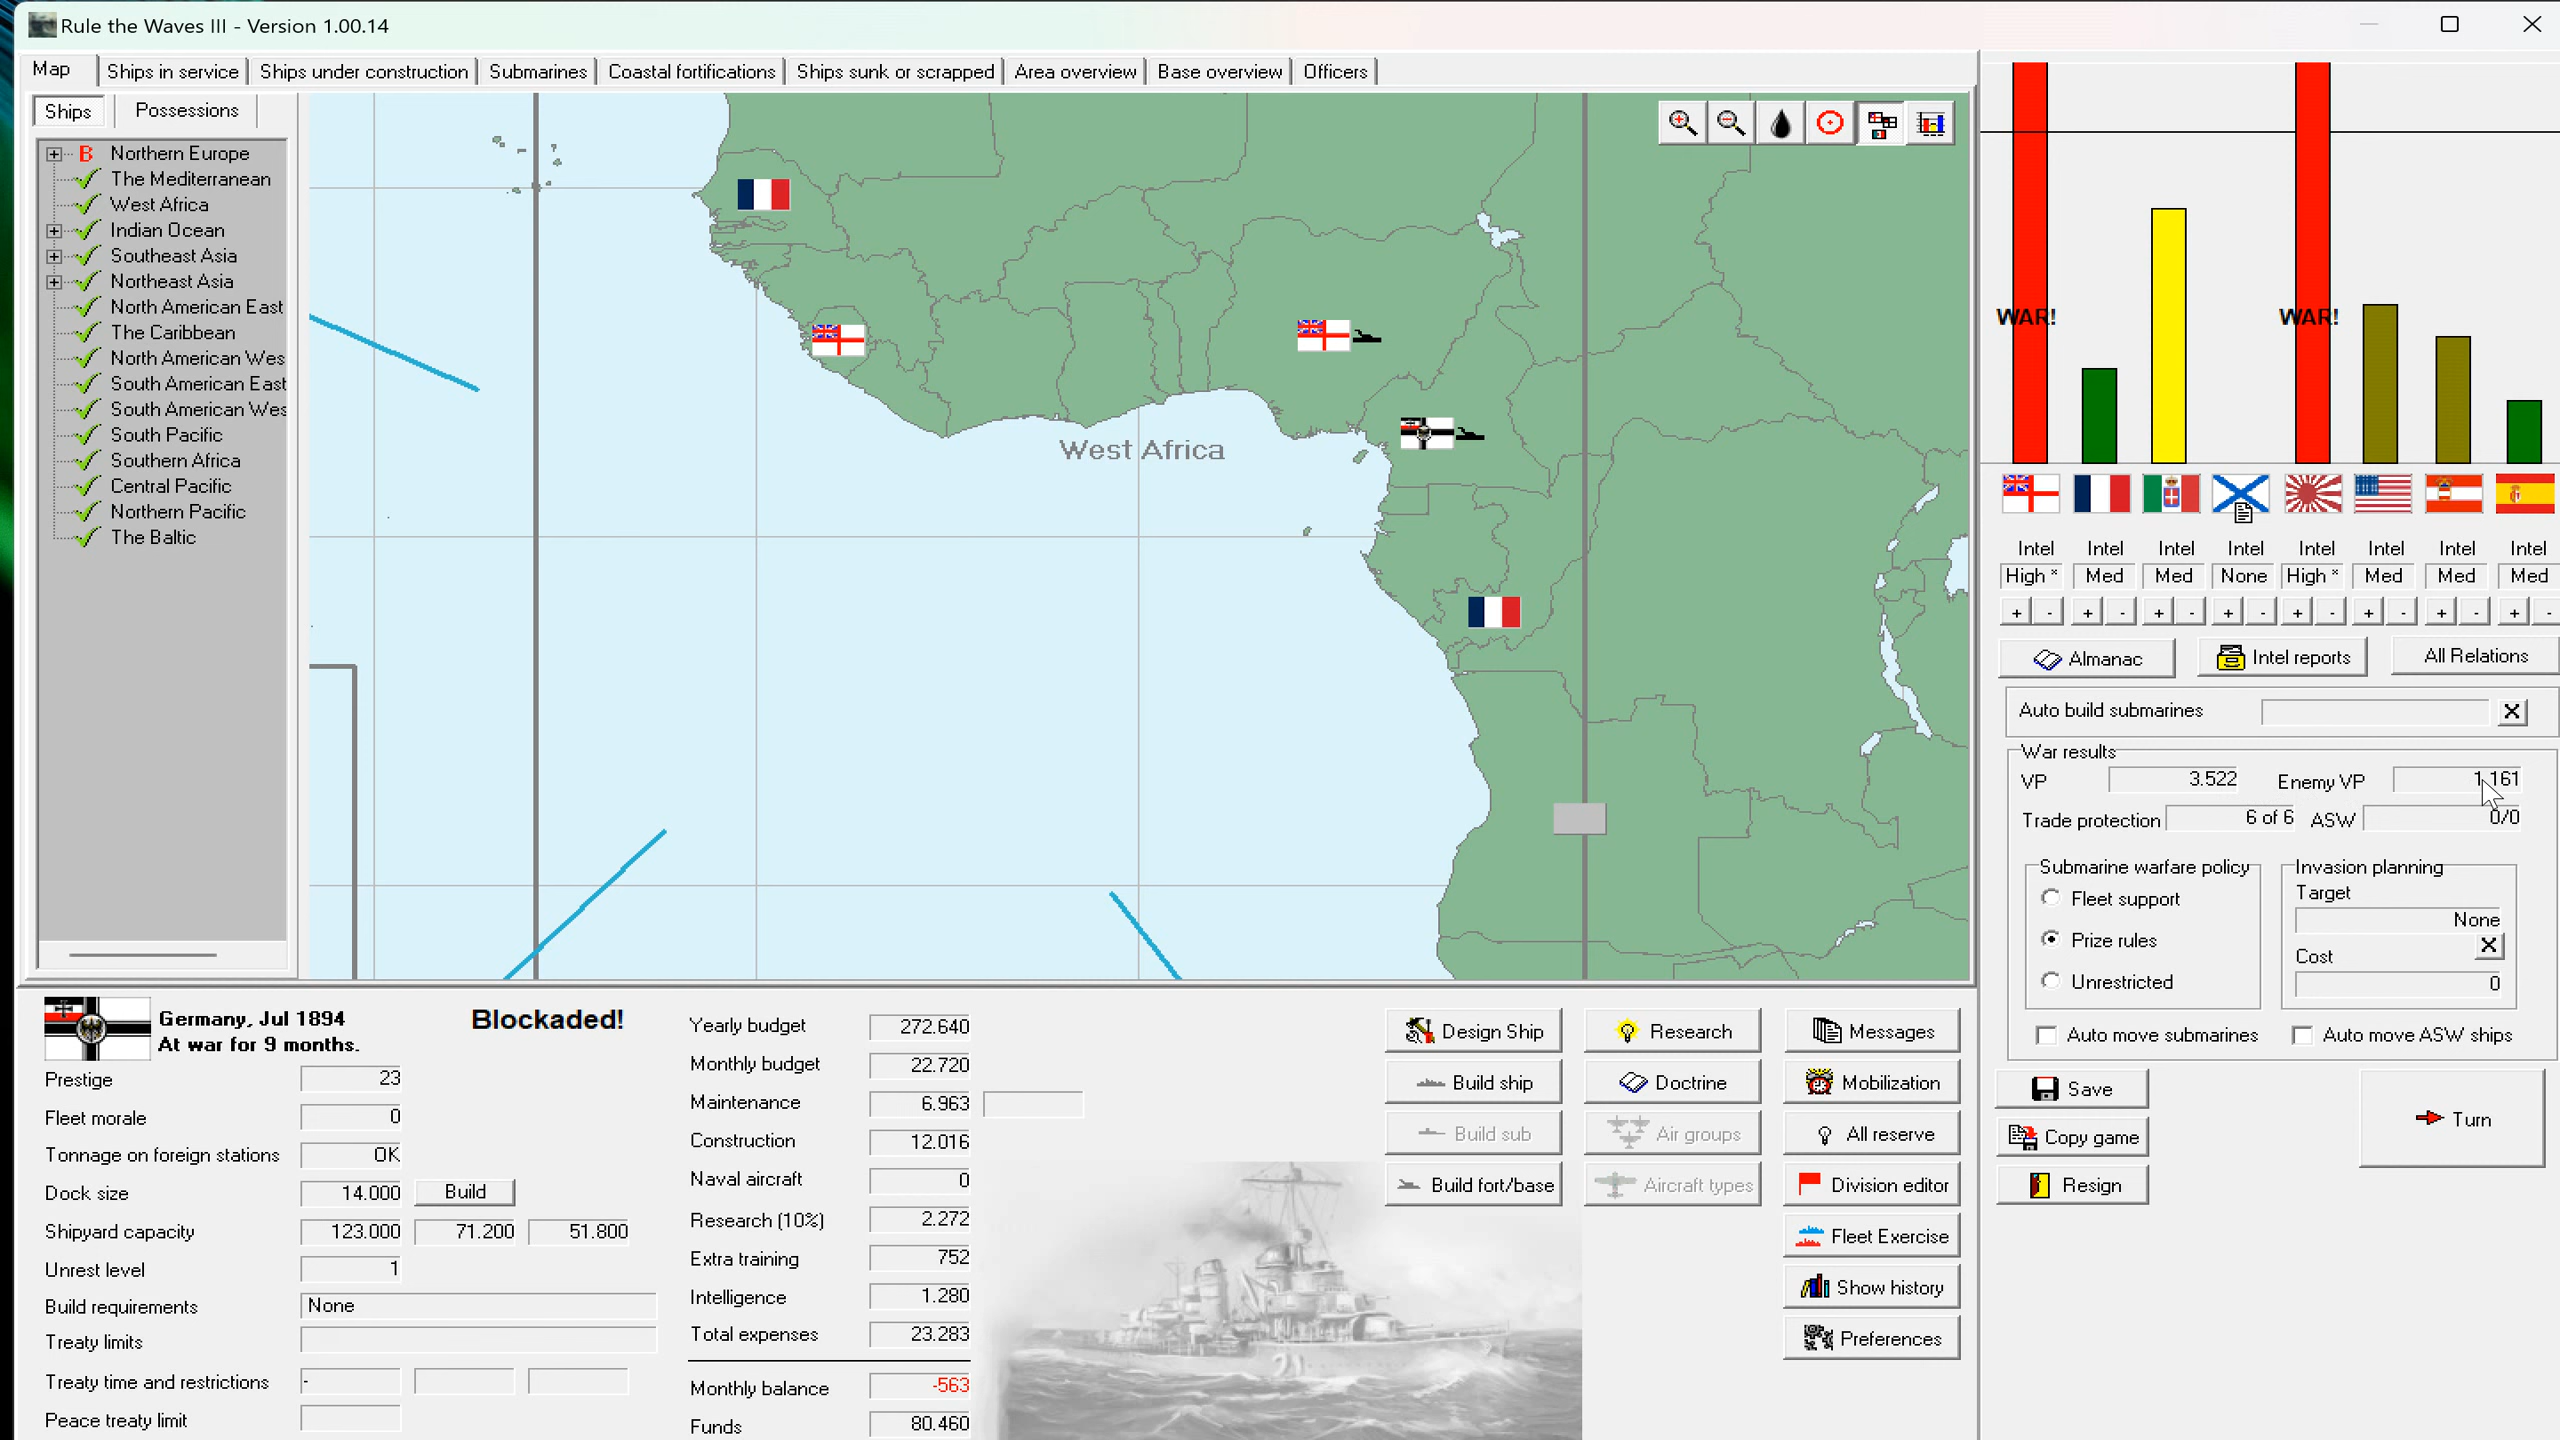 Rule the Waves III - Version 1.00.14
Map
Ships in service
Ships under construction
Submarines
Coastal fortifications
Ships sunk or scrapped
Area overview
Base overview
Officers
Ships
Possessions
B Northern Europe
The Mediterranean
West Africa
Indian Ocean
Southeast Asia
Northeast Asia
North American East
The Caribbean
North American Wes
South American East
South American Wes
South Pacific
Southern Africa
Central Pacific
Northern Pacific
The Baltic
West Africa
WAR!
WAR!
Intel Intel Intel Intel Intel Intel Intel Intel
High * Med Med None High * Med Med Med
+ - + - + - + - + - + - + - + -
Almanac
Intel reports
All Relations
Auto build submarines
X
War results
VP 3.522 Enemy VP 1.161
Trade protection 6 of 6 ASW 0/0
Submarine warfare policy
Fleet support
Prize rules
Unrestricted
Invasion planning
Target
None
Cost
X
0
Auto move submarines
Auto move ASW ships
Save
Copy game
Resign
Turn
Germany, Jul 1894
At war for 9 months.
Blockaded!
Prestige 23
Fleet morale 0
Tonnage on foreign stations OK
Dock size 14.000 Build
Shipyard capacity 123.000 71.200 51.800
Unrest level 1
Build requirements None
Treaty limits
Treaty time and restrictions -
Peace treaty limit
Yearly budget 272.640
Monthly budget 22.720
Maintenance 6.963
Construction 12.016
Naval aircraft 0
Research (10%) 2.272
Extra training 752
Intelligence 1.280
Total expenses 23.283
Monthly balance -563
Funds 80.460
Design Ship
Build ship
Build sub
Build fort/base
Research
Doctrine
Air groups
Aircraft types
Messages
Mobilization
All reserve
Division editor
Fleet Exercise
Show history
Preferences